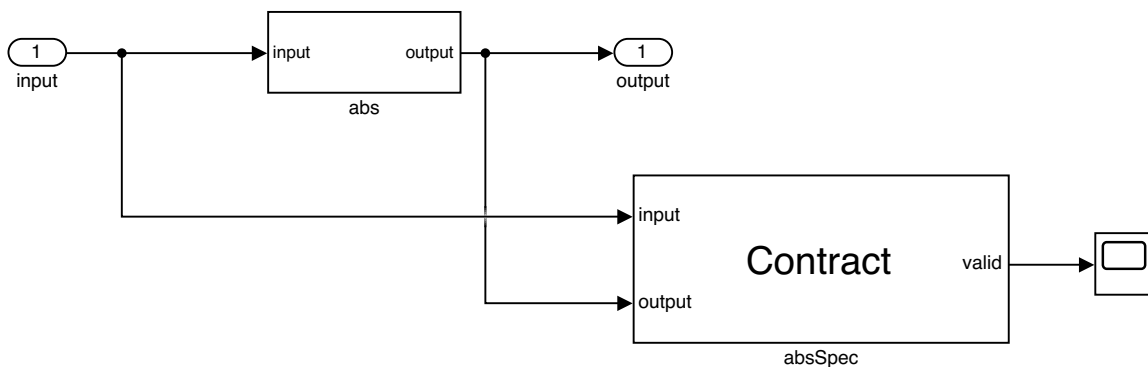 1
input
input
output
abs
1
output
input
output
Contract
valid
absSpec